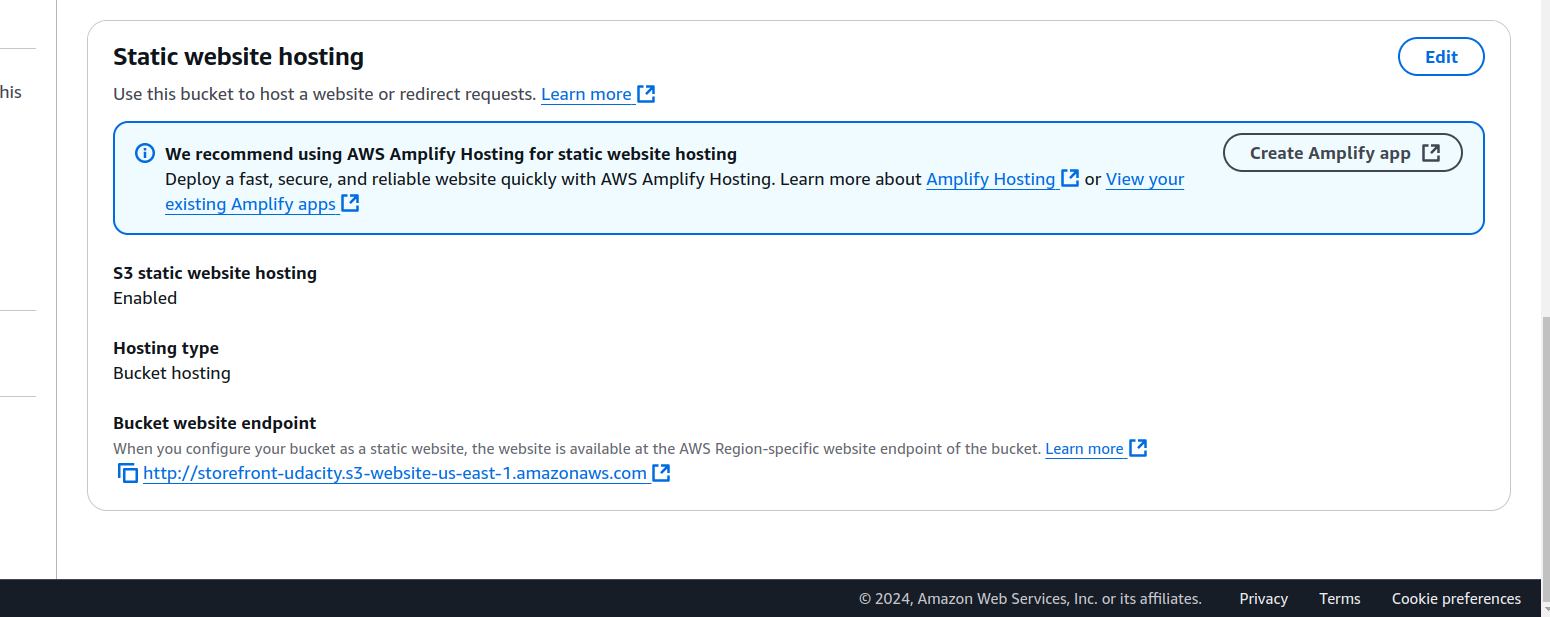 his
Static website hosting
Edit
Use this bucket to host a website or redirect requests. Learn more
We recommend using AWS Amplify Hosting for static website hosting
Create Amplify app
Deploy a fast, secure, and reliable website quickly with AWS Amplify Hosting. Learn more about Amplify Hosting or View your
existing Amplify apps
S3 static website hosting
Enabled
Hosting type
Bucket hosting
Bucket website endpoint
When you configure your bucket as a static website, the website is available at the AWS Region-specific website endpoint of the bucket. Learn more
http://storefront-udacity.s3-website-us-east-1.amazonaws.com
© 2024, Amazon Web Services, Inc. or its affiliates. Privacy Terms Cookie preferences